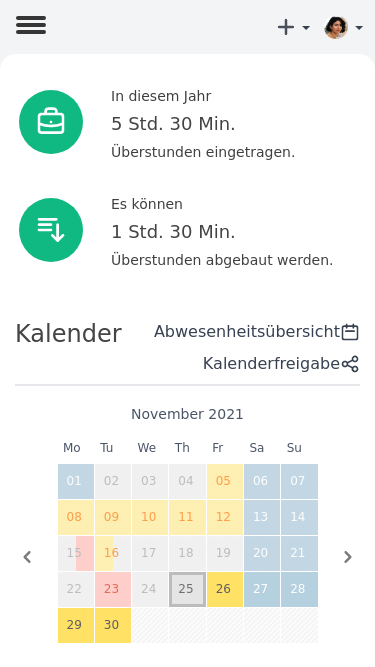 In diesem Jahr
5 Std. 30 Min.
Überstunden eingetragen.
Es können
1 Std. 30 Min.
Überstunden abgebaut werden.
Kalender
Abwesenheitsübersicht
Kalenderfreigabe
November 2021
Mo Tu We Th Fr Sa Su
01 02 03 04 05 06 07
08 09 10 11 12 13 14
15 16 17 18 19 20 21
22 23 24 25 26 27 28
29 30